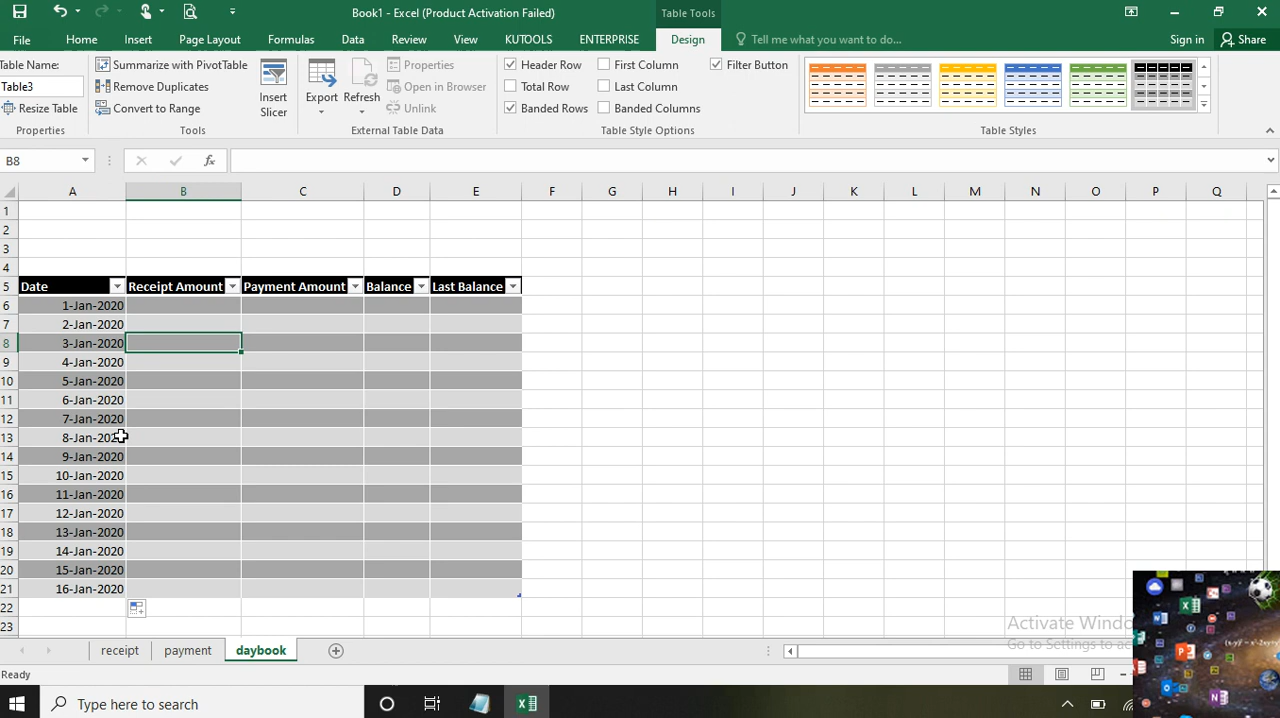 Book1 - Excel (Product Activation Failed)
Table Tools
File Home Insert Page Layout Formulas Data Review View KUTOOLS ENTERPRISE Design Tell me what you want to do... Sign in Share
Table Name:
Table3
Resize Table
Properties
Summarize with PivotTable
Remove Duplicates
Convert to Range
Insert
Slicer
Tools
Export
Refresh
Properties
Open in Browser
Unlink
External Table Data
Header Row
First Column
Filter Button
Total Row
Last Column
Banded Rows
Banded Columns
Table Style Options
Table Styles
B8
fx
A B C D E F G H I J K L M N O P Q
1
2
3
4
5 Date Receipt Amount Payment Amount Balance Last Balance
6 1-Jan-2020
7 2-Jan-2020
8 3-Jan-2020
9 4-Jan-2020
10 5-Jan-2020
11 6-Jan-2020
12 7-Jan-2020
13 8-Jan-2020
14 9-Jan-2020
15 10-Jan-2020
16 11-Jan-2020
17 12-Jan-2020
18 13-Jan-2020
19 14-Jan-2020
20 15-Jan-2020
21 16-Jan-2020
22
23
Activate Windo
Go to Settings to
receipt payment daybook
Ready
Type here to search